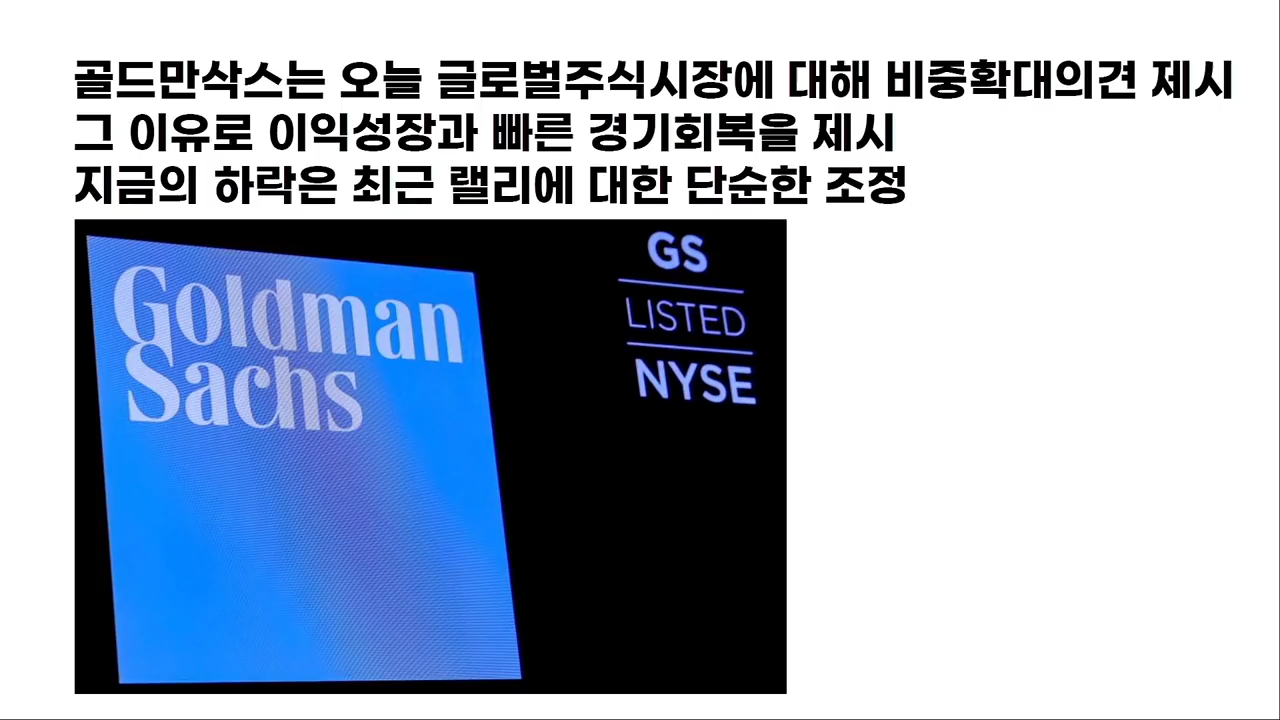 골드만삭스는 오늘 글로벌주식시장에 대해 비중확대의견 제시
그 이유로 이익성장과 빠른 경기회복을 제시
지금의 하락은 최근 랠리에 대한 단순한 조정
Goldman
Sachs
GS
LISTED
NYSE